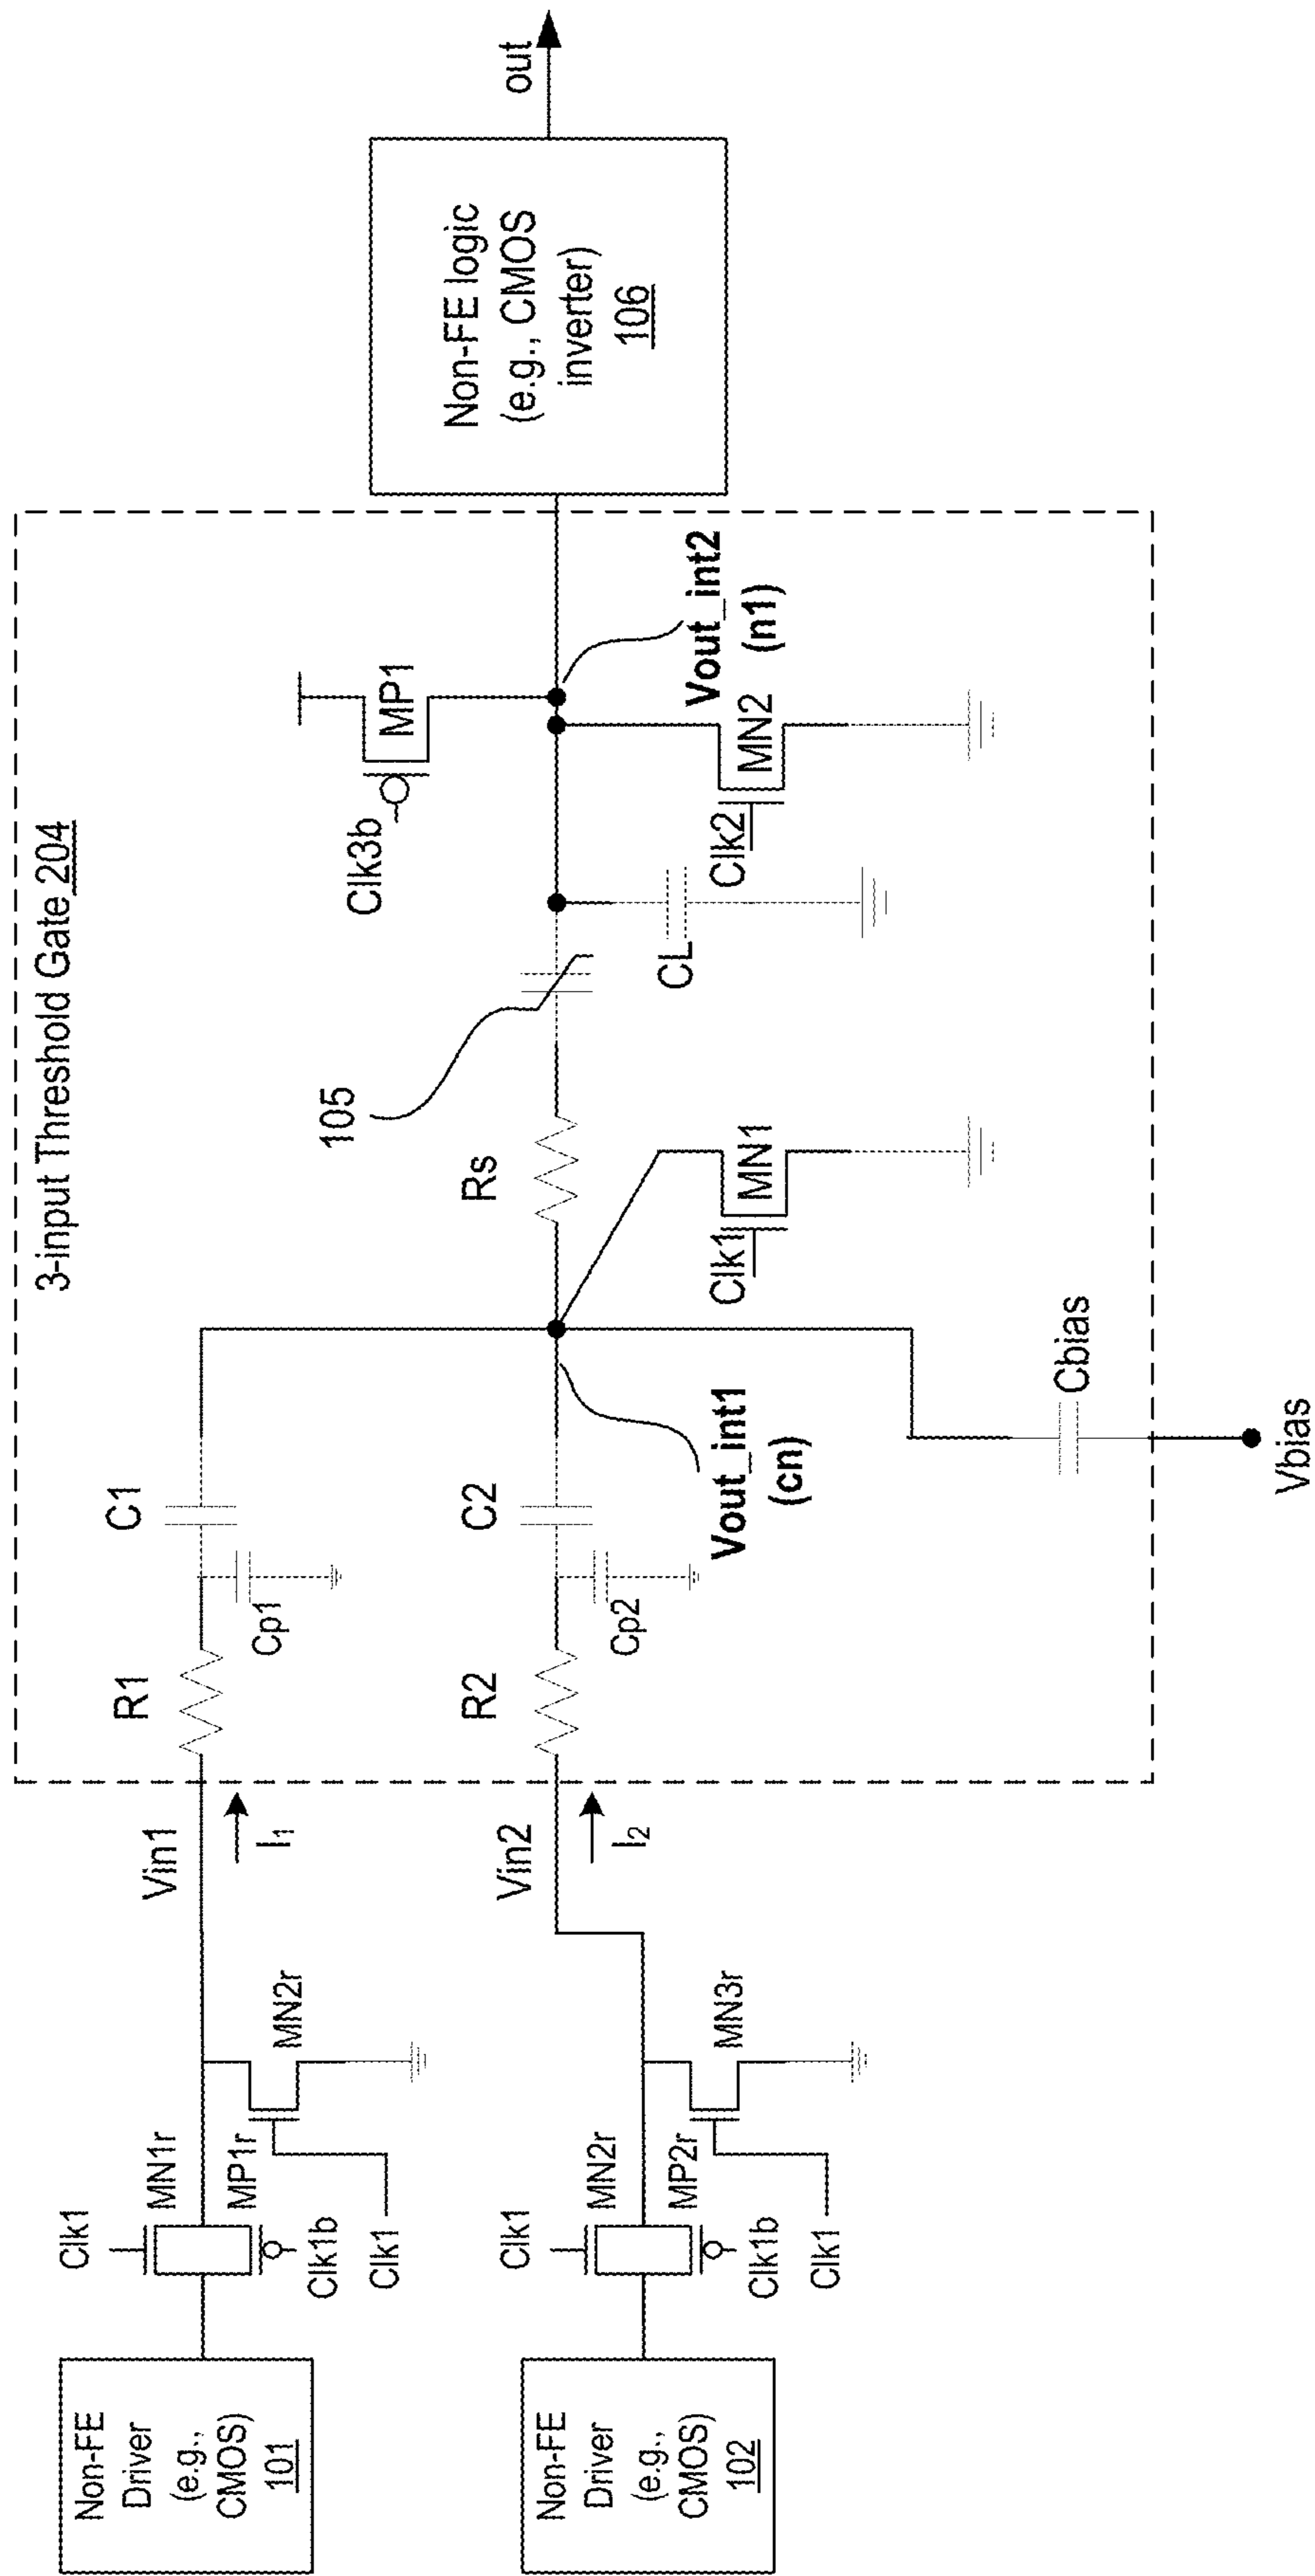 3-input Threshold Gate 204
Non-FE
Driver
(e.g.,
CMOS)
101
Clk1
MN1r
MP1r
Clk1b
Clk1
MN2r
Vin1
I1
R1
Cp1
C1
Non-FE
Driver
(e.g.,
CMOS)
102
Clk1
MN2r
MP2r
Clk1b
Clk1
MN3r
Vin2
I2
R2
Cp2
C2
Vout_int1
(cn)
Cbias
Vbias
Rs
Clk1
MN1
105
CL
Clk3b
MP1
Clk2
MN2
Vout_int2
(n1)
Non-FE logic
(e.g., CMOS
inverter)
106
out